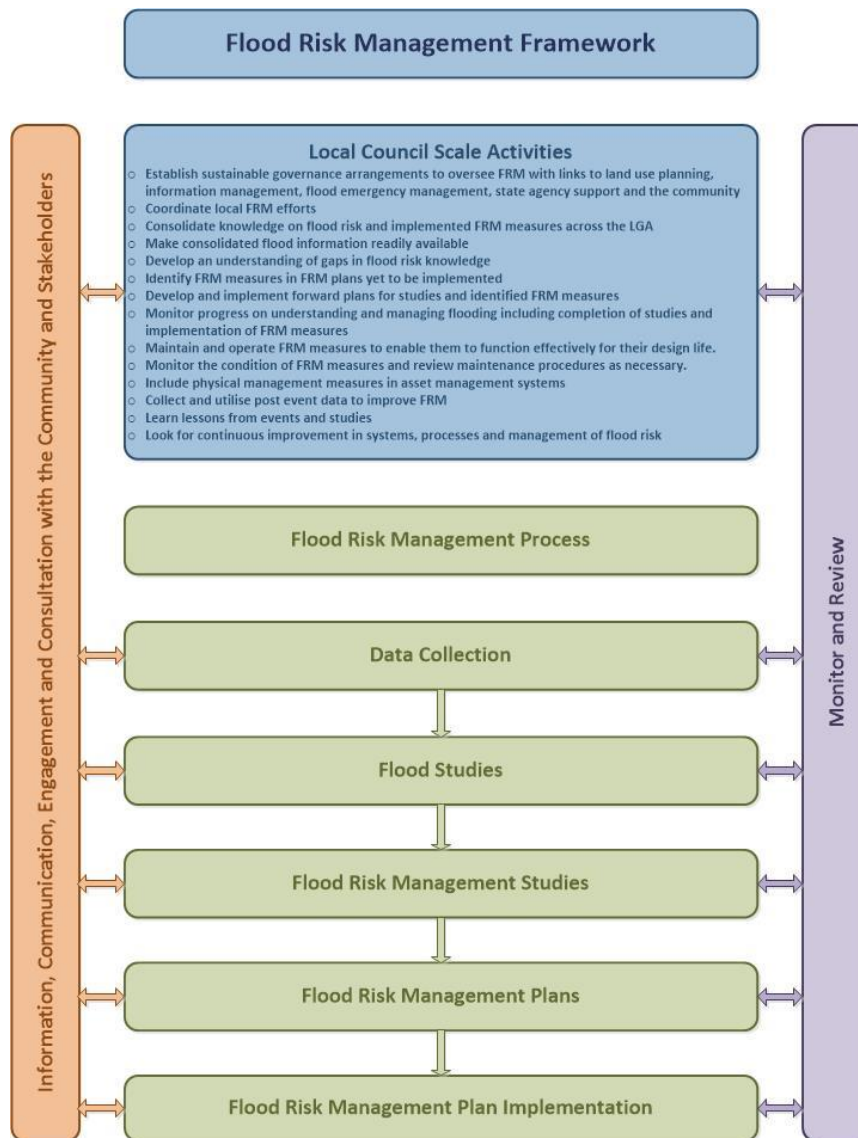 Flood Risk Management Framework
Information, Communication, Engagement and Consultation with the Community and Stakeholders
Local Council Scale Activities
o Establish sustainable governance arrangements to oversee FRM with links to land use planning,
information management, flood emergency management, state agency support and the community
o Coordinate local FRM efforts
o Consolidate knowledge on flood risk and implemented FRM measures across the LGA
o Make consolidated flood information readily available
o Develop an understanding of gaps in flood risk knowledge
o Identify FRM measures in FRM plans yet to be implemented
o Develop and implement forward plans for studies and identified FRM measures
o Monitor progress on understanding and managing flooding including completion of studies and
implementation of FRM measures
o Maintain and operate FRM measures to enable them to function effectively for their design life.
o Monitor the condition of FRM measures and review maintenance procedures as necessary.
o Include physical management measures in asset management systems
o Collect and utilise post event data to improve FRM
o Learn lessons from events and studies
o Look for continuous improvement in systems, processes and management of flood risk
Monitor and Review
Flood Risk Management Process
Data Collection
Flood Studies
Flood Risk Management Studies
Flood Risk Management Plans
Flood Risk Management Plan Implementation